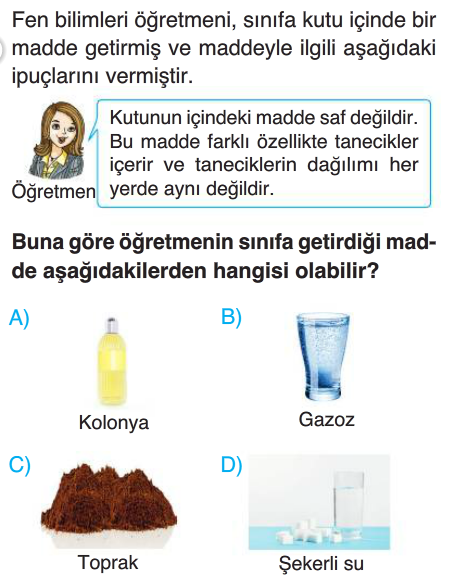 Fen bilimleri öğretmeni, sınıfa kutu içinde bir
madde getirmiş ve maddeyle ilgili aşağıdaki
ipuçlarını vermiştir.
Kutunun içindeki madde saf değildir.
Bu madde farklı özellikte tanecikler
içerir ve taneciklerin dağılımı her
yerde aynı değildir.
Öğretmen
Buna göre öğretmenin sınıfa getirdiği mad-
de aşağıdakilerden hangisi olabilir?
A)
Kolonya
B)
Gazoz
C)
Toprak
D)
Şekerli su